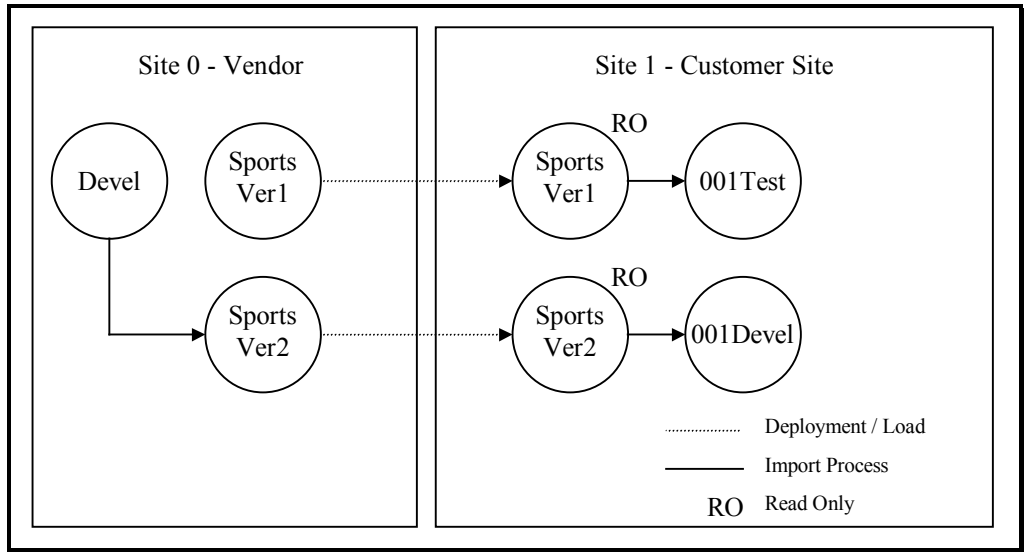 Site 0 - Vendor
Site 1 - Customer Site
Devel
Sports
Ver1
RO
Sports
Ver1
001Test
Sports
Ver2
RO
Sports
Ver2
001Devel
Deployment / Load
Import Process
RO Read Only